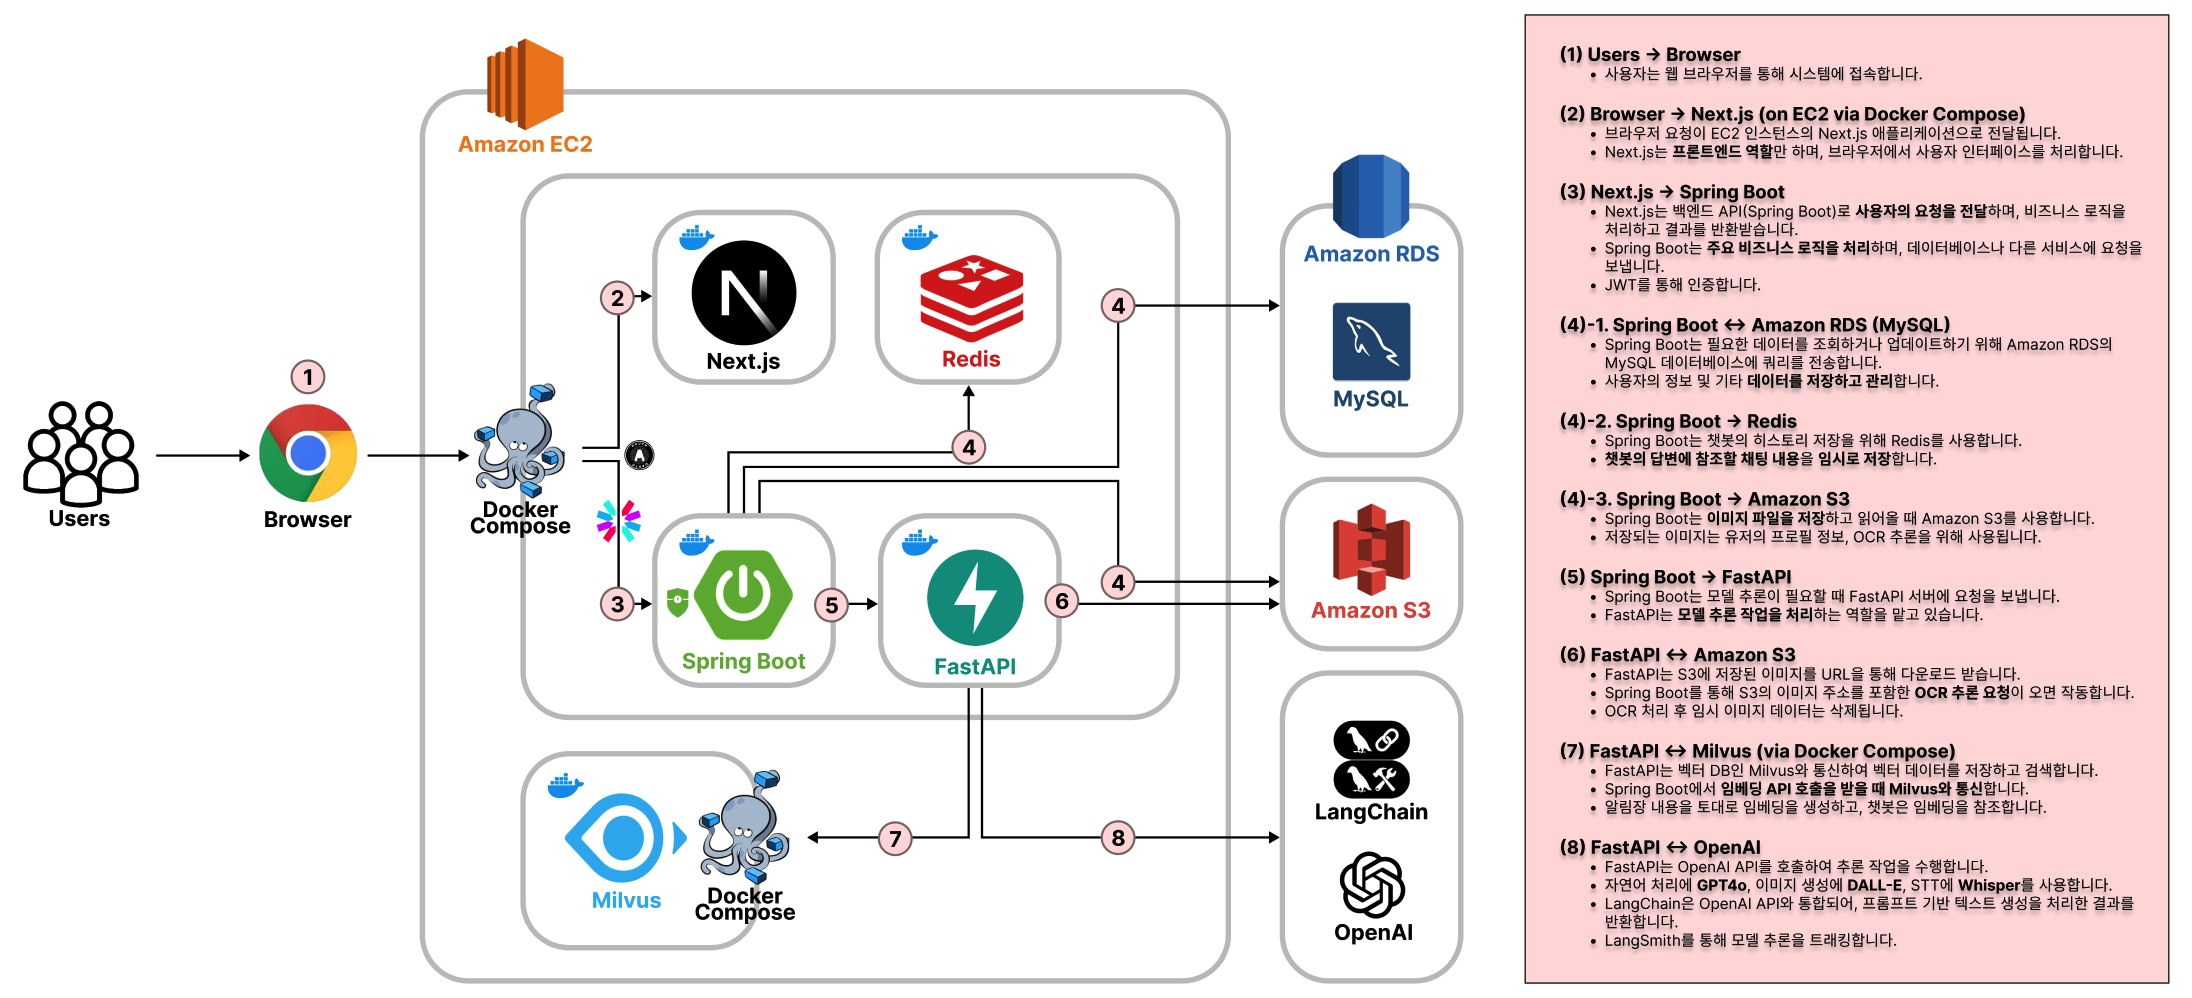 Amazon EC2
Users
1
Browser
Docker
Compose
2
Next.js
Redis
4
A
3
Spring Boot
5
FastAPI
6
4
4
Amazon RDS
MySQL
Amazon S3
Milvus
Docker
Compose
7
8
LangChain
OpenAI
(1) Users → Browser
• 사용자는 웹 브라우저를 통해 시스템에 접속합니다.
(2) Browser → Next.js (on EC2 via Docker Compose)
• 브라우저 요청이 EC2 인스턴스의 Next.js 애플리케이션으로 전달됩니다.
• Next.js는 프론트엔드 역할만 하며, 브라우저에서 사용자 인터페이스를 처리합니다.
(3) Next.js → Spring Boot
• Next.js는 백엔드 API(Spring Boot)로 사용자의 요청을 전달하며, 비즈니스 로직을
처리하고 결과를 반환받습니다.
• Spring Boot는 주요 비즈니스 로직을 처리하며, 데이터베이스나 다른 서비스에 요청을
보냅니다.
• JWT를 통해 인증합니다.
(4)-1. Spring Boot ↔ Amazon RDS (MySQL)
• Spring Boot는 필요한 데이터를 조회하거나 업데이트하기 위해 Amazon RDS의
MySQL 데이터베이스에 쿼리를 전송합니다.
• 사용자의 정보 및 기타 데이터를 저장하고 관리합니다.
(4)-2. Spring Boot → Redis
• Spring Boot는 챗봇의 히스토리 저장을 위해 Redis를 사용합니다.
• 챗봇의 답변에 참조할 채팅 내용을 임시로 저장합니다.
(4)-3. Spring Boot → Amazon S3
• Spring Boot는 이미지 파일을 저장하고 읽어올 때 Amazon S3를 사용합니다.
• 저장되는 이미지는 유저의 프로필 정보, OCR 추론을 위해 사용됩니다.
(5) Spring Boot → FastAPI
• Spring Boot는 모델 추론이 필요할 때 FastAPI 서버에 요청을 보냅니다.
• FastAPI는 모델 추론 작업을 처리하는 역할을 맡고 있습니다.
(6) FastAPI ↔ Amazon S3
• FastAPI는 S3에 저장된 이미지를 URL을 통해 다운로드 받습니다.
• Spring Boot를 통해 S3의 이미지 주소를 포함한 OCR 추론 요청이 오면 작동합니다.
• OCR 처리 후 임시 이미지 데이터는 삭제됩니다.
(7) FastAPI ↔ Milvus (via Docker Compose)
• FastAPI는 벡터 DB인 Milvus와 통신하여 벡터 데이터를 저장하고 검색합니다.
• Spring Boot에서 임베딩 API 호출을 받을 때 Milvus와 통신합니다.
• 알림장 내용을 토대로 임베딩을 생성하고, 챗봇은 임베딩을 참조합니다.
(8) FastAPI ↔ OpenAI
• FastAPI는 OpenAI API를 호출하여 추론 작업을 수행합니다.
• 자연어 처리에 GPT4o, 이미지 생성에 DALL-E, STT에 Whisper를 사용합니다.
• LangChain은 OpenAI API와 통합되어, 프롬프트 기반 텍스트 생성을 처리한 결과를
반환합니다.
• LangSmith를 통해 모델 추론을 트래킹합니다.